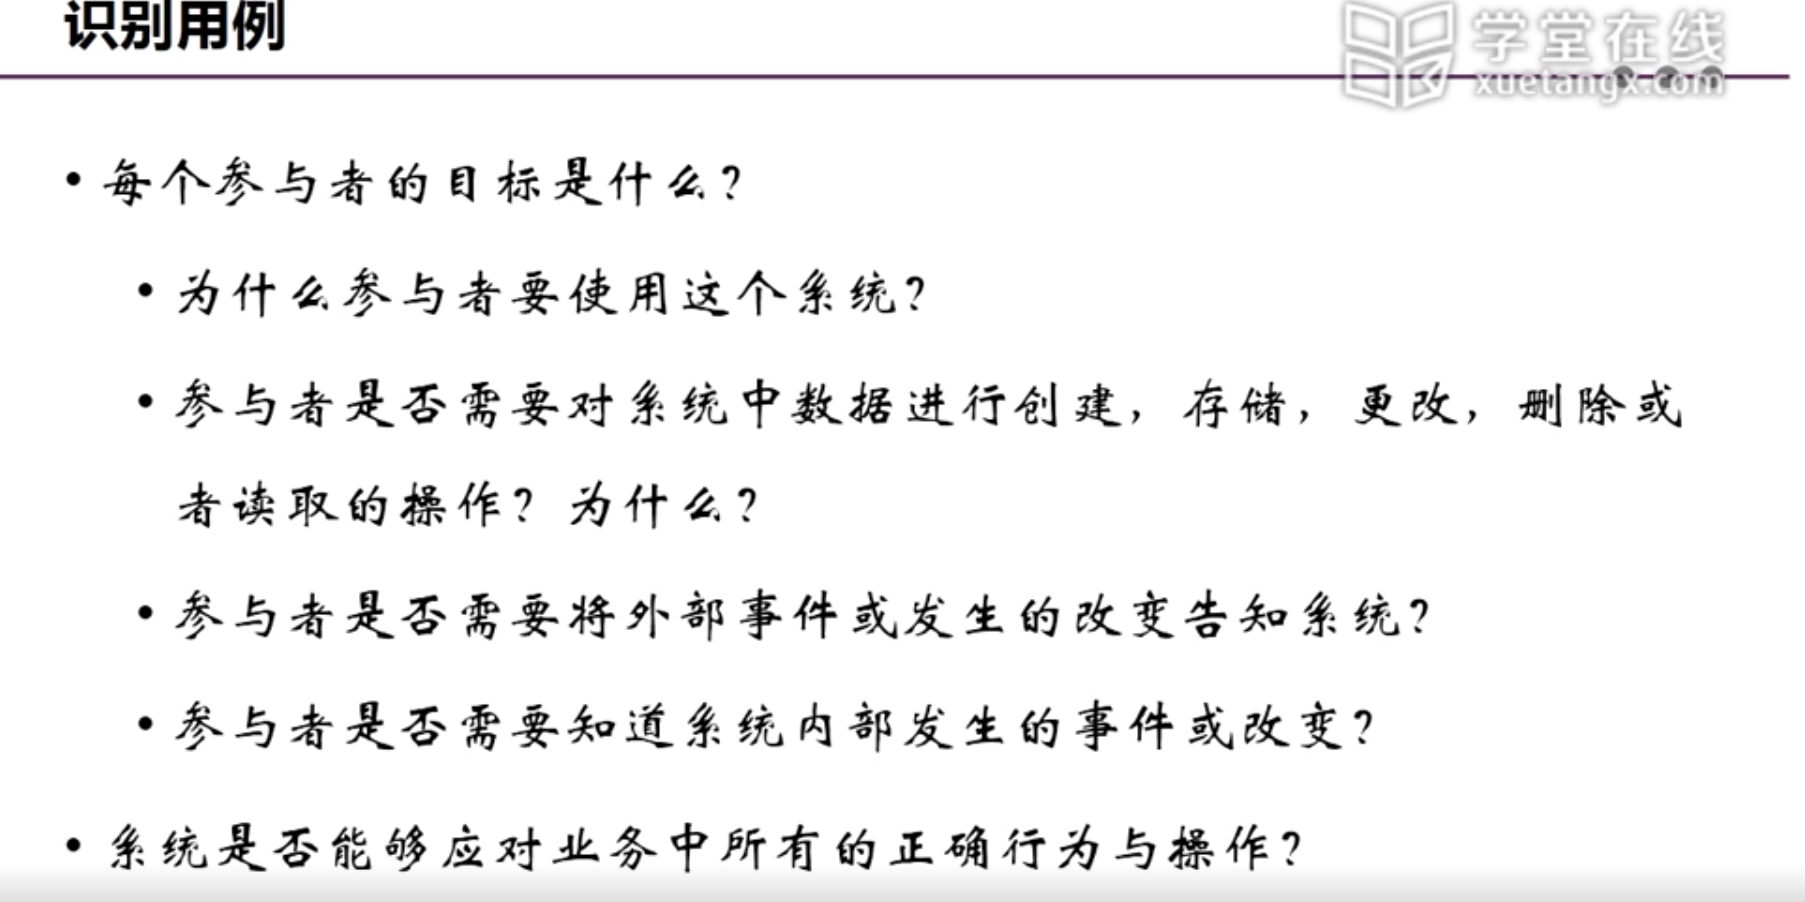 识别用例
学堂在线
xuetangx.com
• 每个参与者的目标是什么?
• 为什么参与者要使用这个系统?
• 参与者是否需要对系统中数据进行创建，存储，更改，删除或
者读取的操作？为什么？
• 参与者是否需要将外部事件或发生的改变告知系统?
• 参与者是否需要知道系统内部发生的事件或改变?
• 系统是否能够应对业务中所有的正确行为与操作?